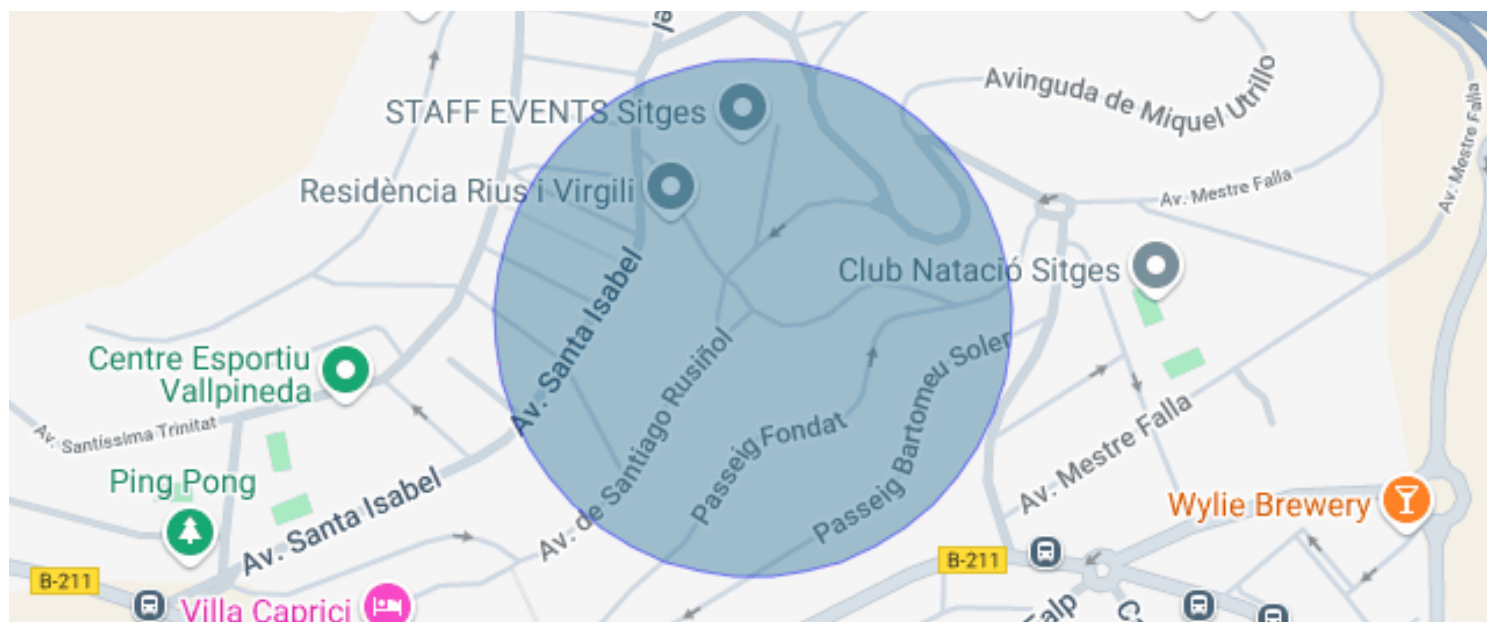 el
STAFF EVENTS Sitges
Avinguda de Miquel Utrillo
Av. Mestre Falla
Residència Rius i Virgili
Av. Mestre Falla
Club Natació Sitges
Av. Santa Isabel
Centre Esportiu
Vallpineda
Av. de Santiago Rusiñol
Passeig Bartomeu Soler
Passeig Fondat
Av. Santíssima Trinitat
Av. Mestre Falla
Ping Pong
Av. Santa Isabel
Wylie Brewery
B-211
B-211
Villa Caprici
Falp